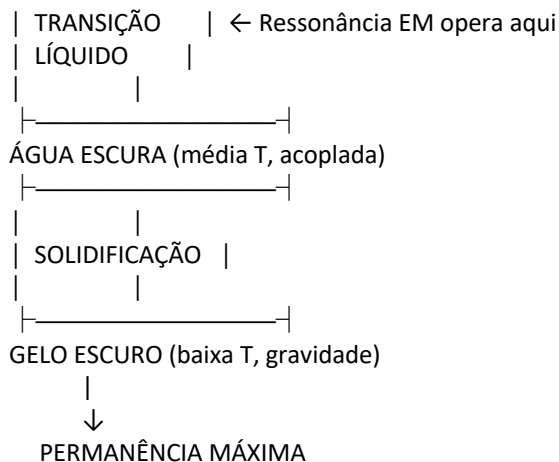 | TRANSIÇÃO | ← Ressonância EM opera aqui
| LÍQUIDO |
| |
├─────────────────┤
ÁGUA ESCURA (média T, acoplada)
├─────────────────┤
| |
| SOLIDIFICAÇÃO |
| |
├─────────────────┤
GELO ESCURO (baixa T, gravidade)
|
↓
PERMANÊNCIA MÁXIMA